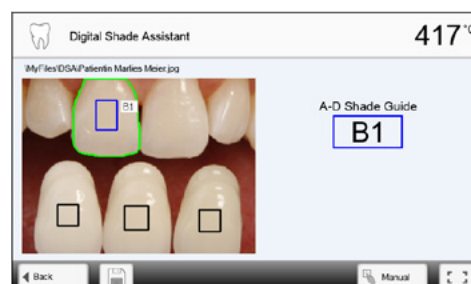 Digital Shade Assistant
417°C
\MyFiles\DSA\Patientin Marlies Meier.jpg
B1
A-D Shade Guide
B1
Back
Manual